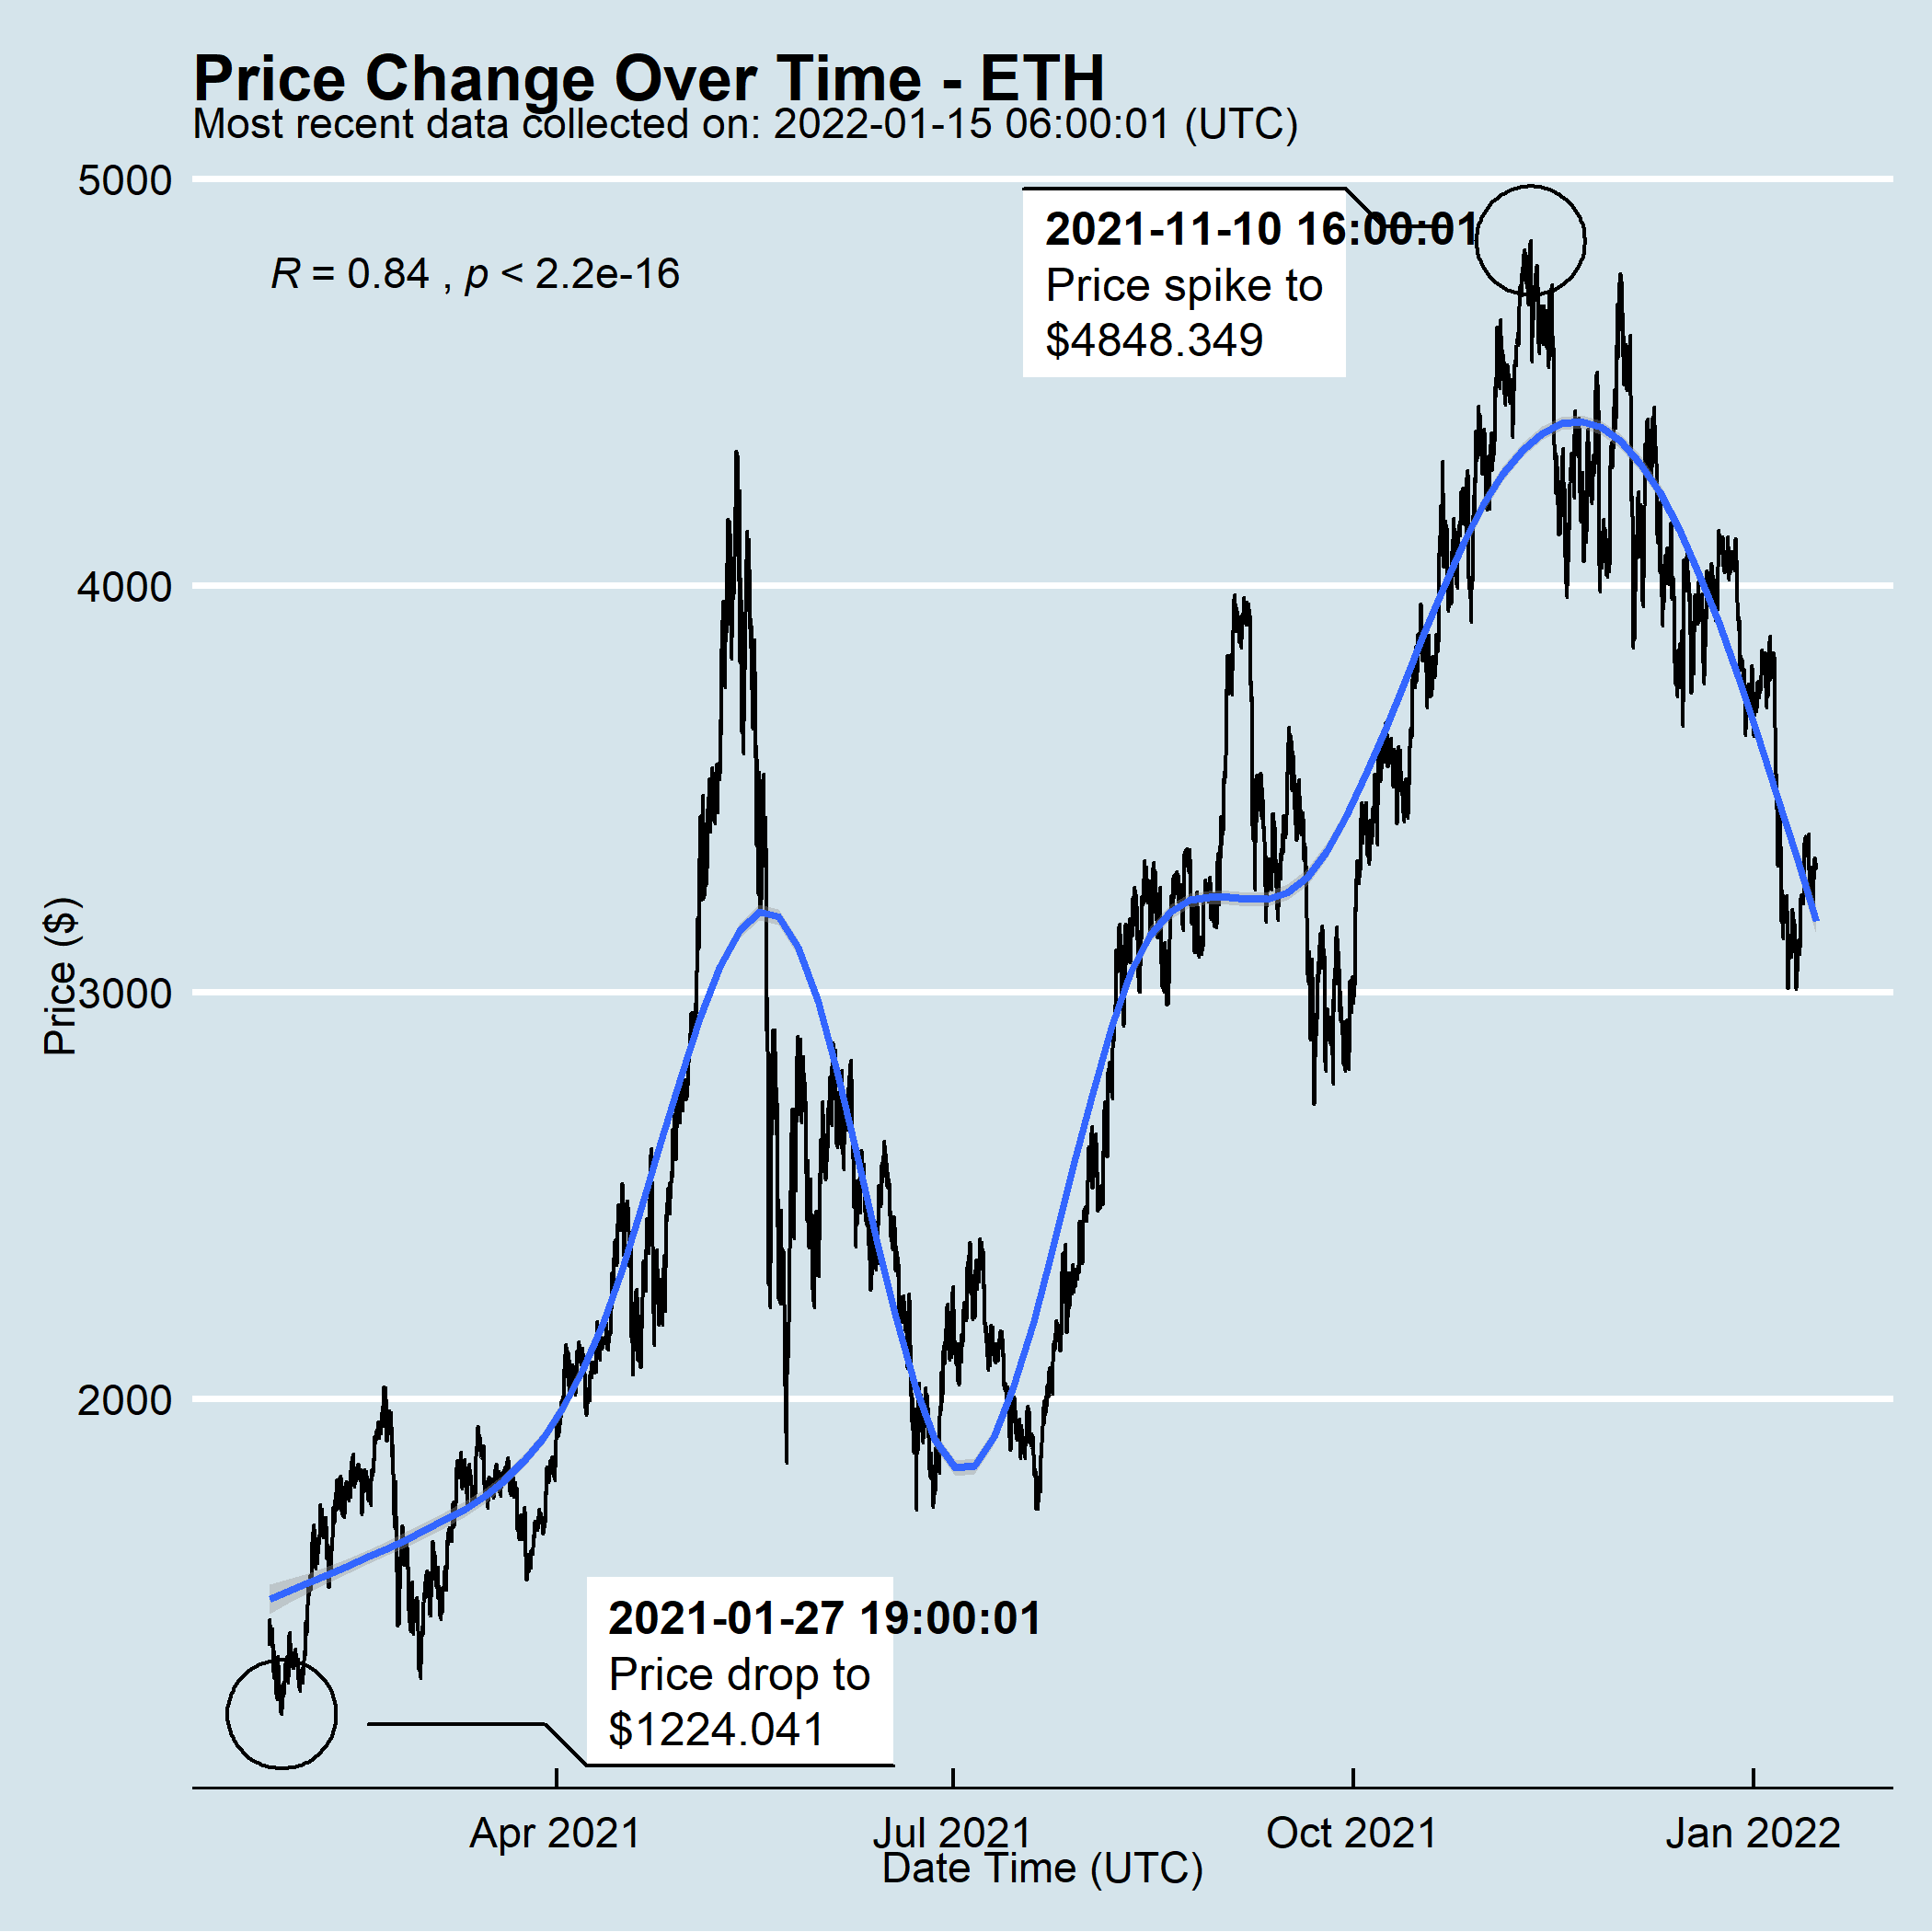 Price Change Over Time - ETH
Most recent data collected on: 2022-01-15 06:00:01 (UTC)
5000
2021-11-10 16:00:01
Price spike to
$4848.349
R = 0.84 , p < 2.2e-16
4000
Price ($)
3000
2000
2021-01-27 19:00:01
Price drop to
$1224.041
Apr 2021
Jul 2021
Oct 2021
Jan 2022
Date Time (UTC)